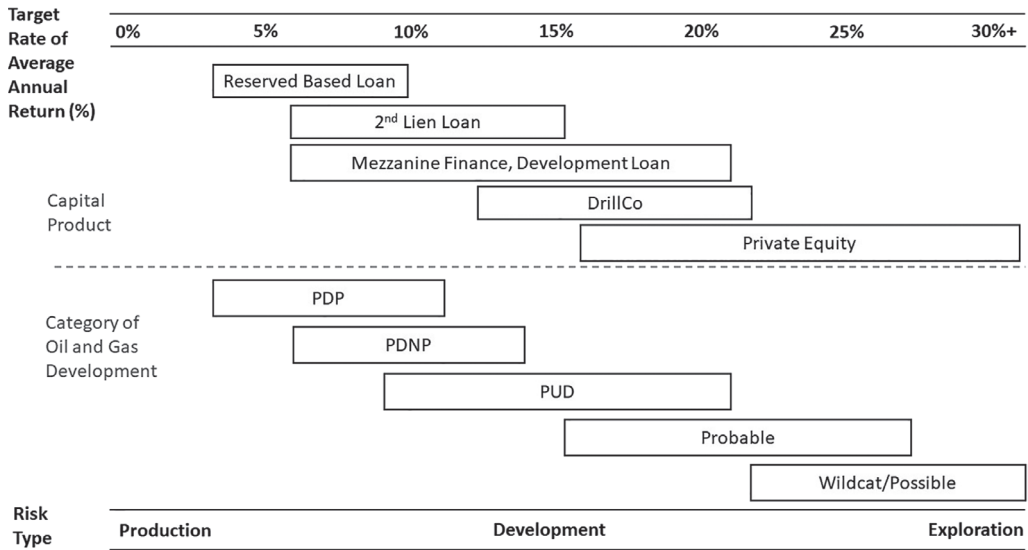 Target
Rate of
Average
Annual
Return (%)
0% 5% 10% 15% 20% 25% 30%+
Reserved Based Loan
2nd Lien Loan
Mezzanine Finance, Development Loan
Capital
Product
DrillCo
Private Equity
PDP
Category of
Oil and Gas
Development
PDNP
PUD
Probable
Wildcat/Possible
Risk
Type
Production Development Exploration